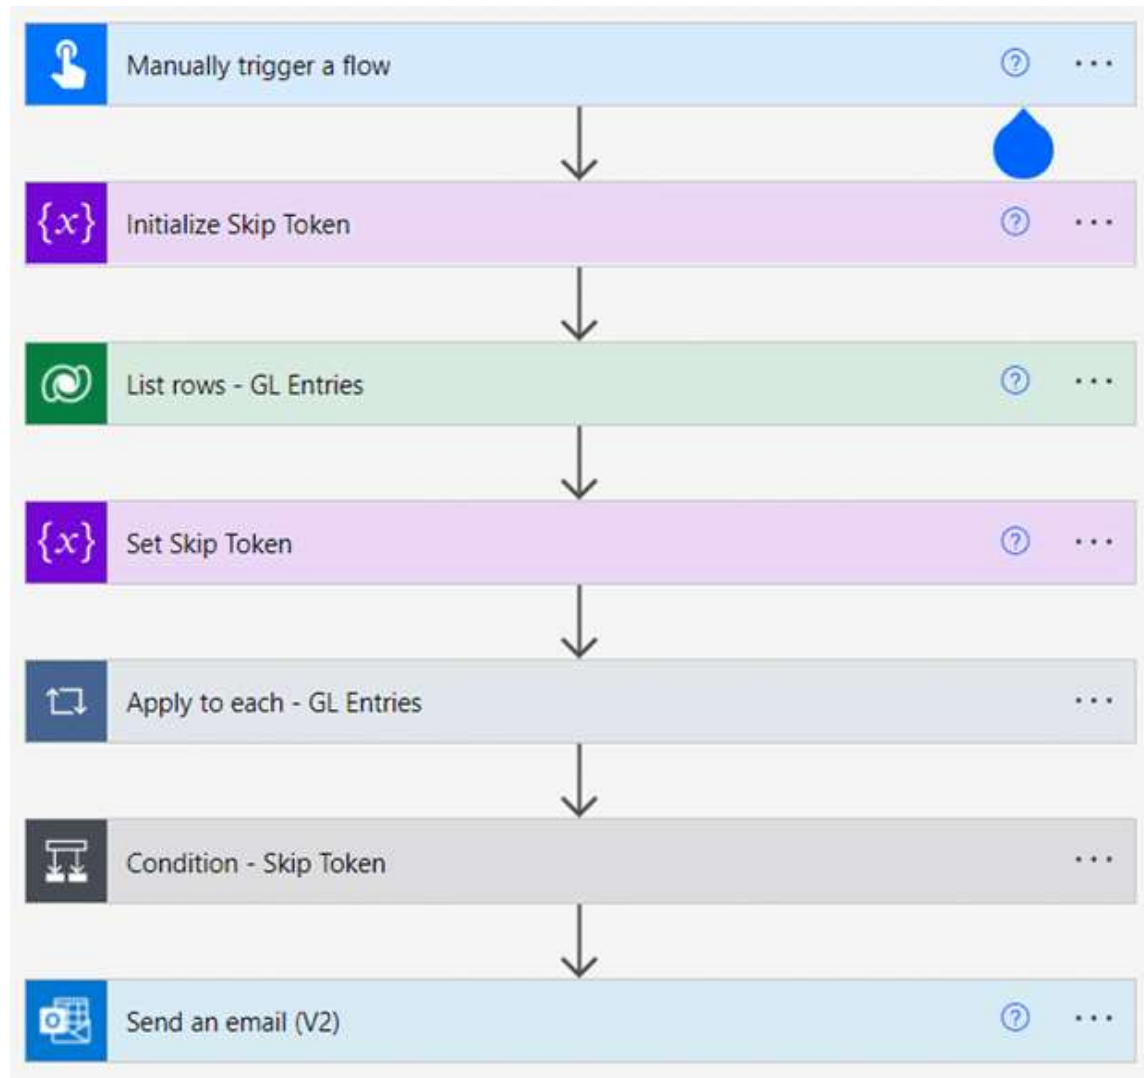 Manually trigger a flow
{x} Initialize Skip Token
List rows - GL Entries
{x} Set Skip Token
Apply to each - GL Entries
Condition - Skip Token
Send an email (V2)